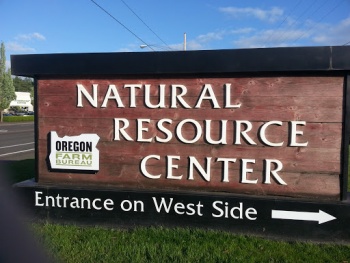 NATURAL
RESOURCE
CENTER
OREGON
FARM
BUREAU
Entrance on West Side